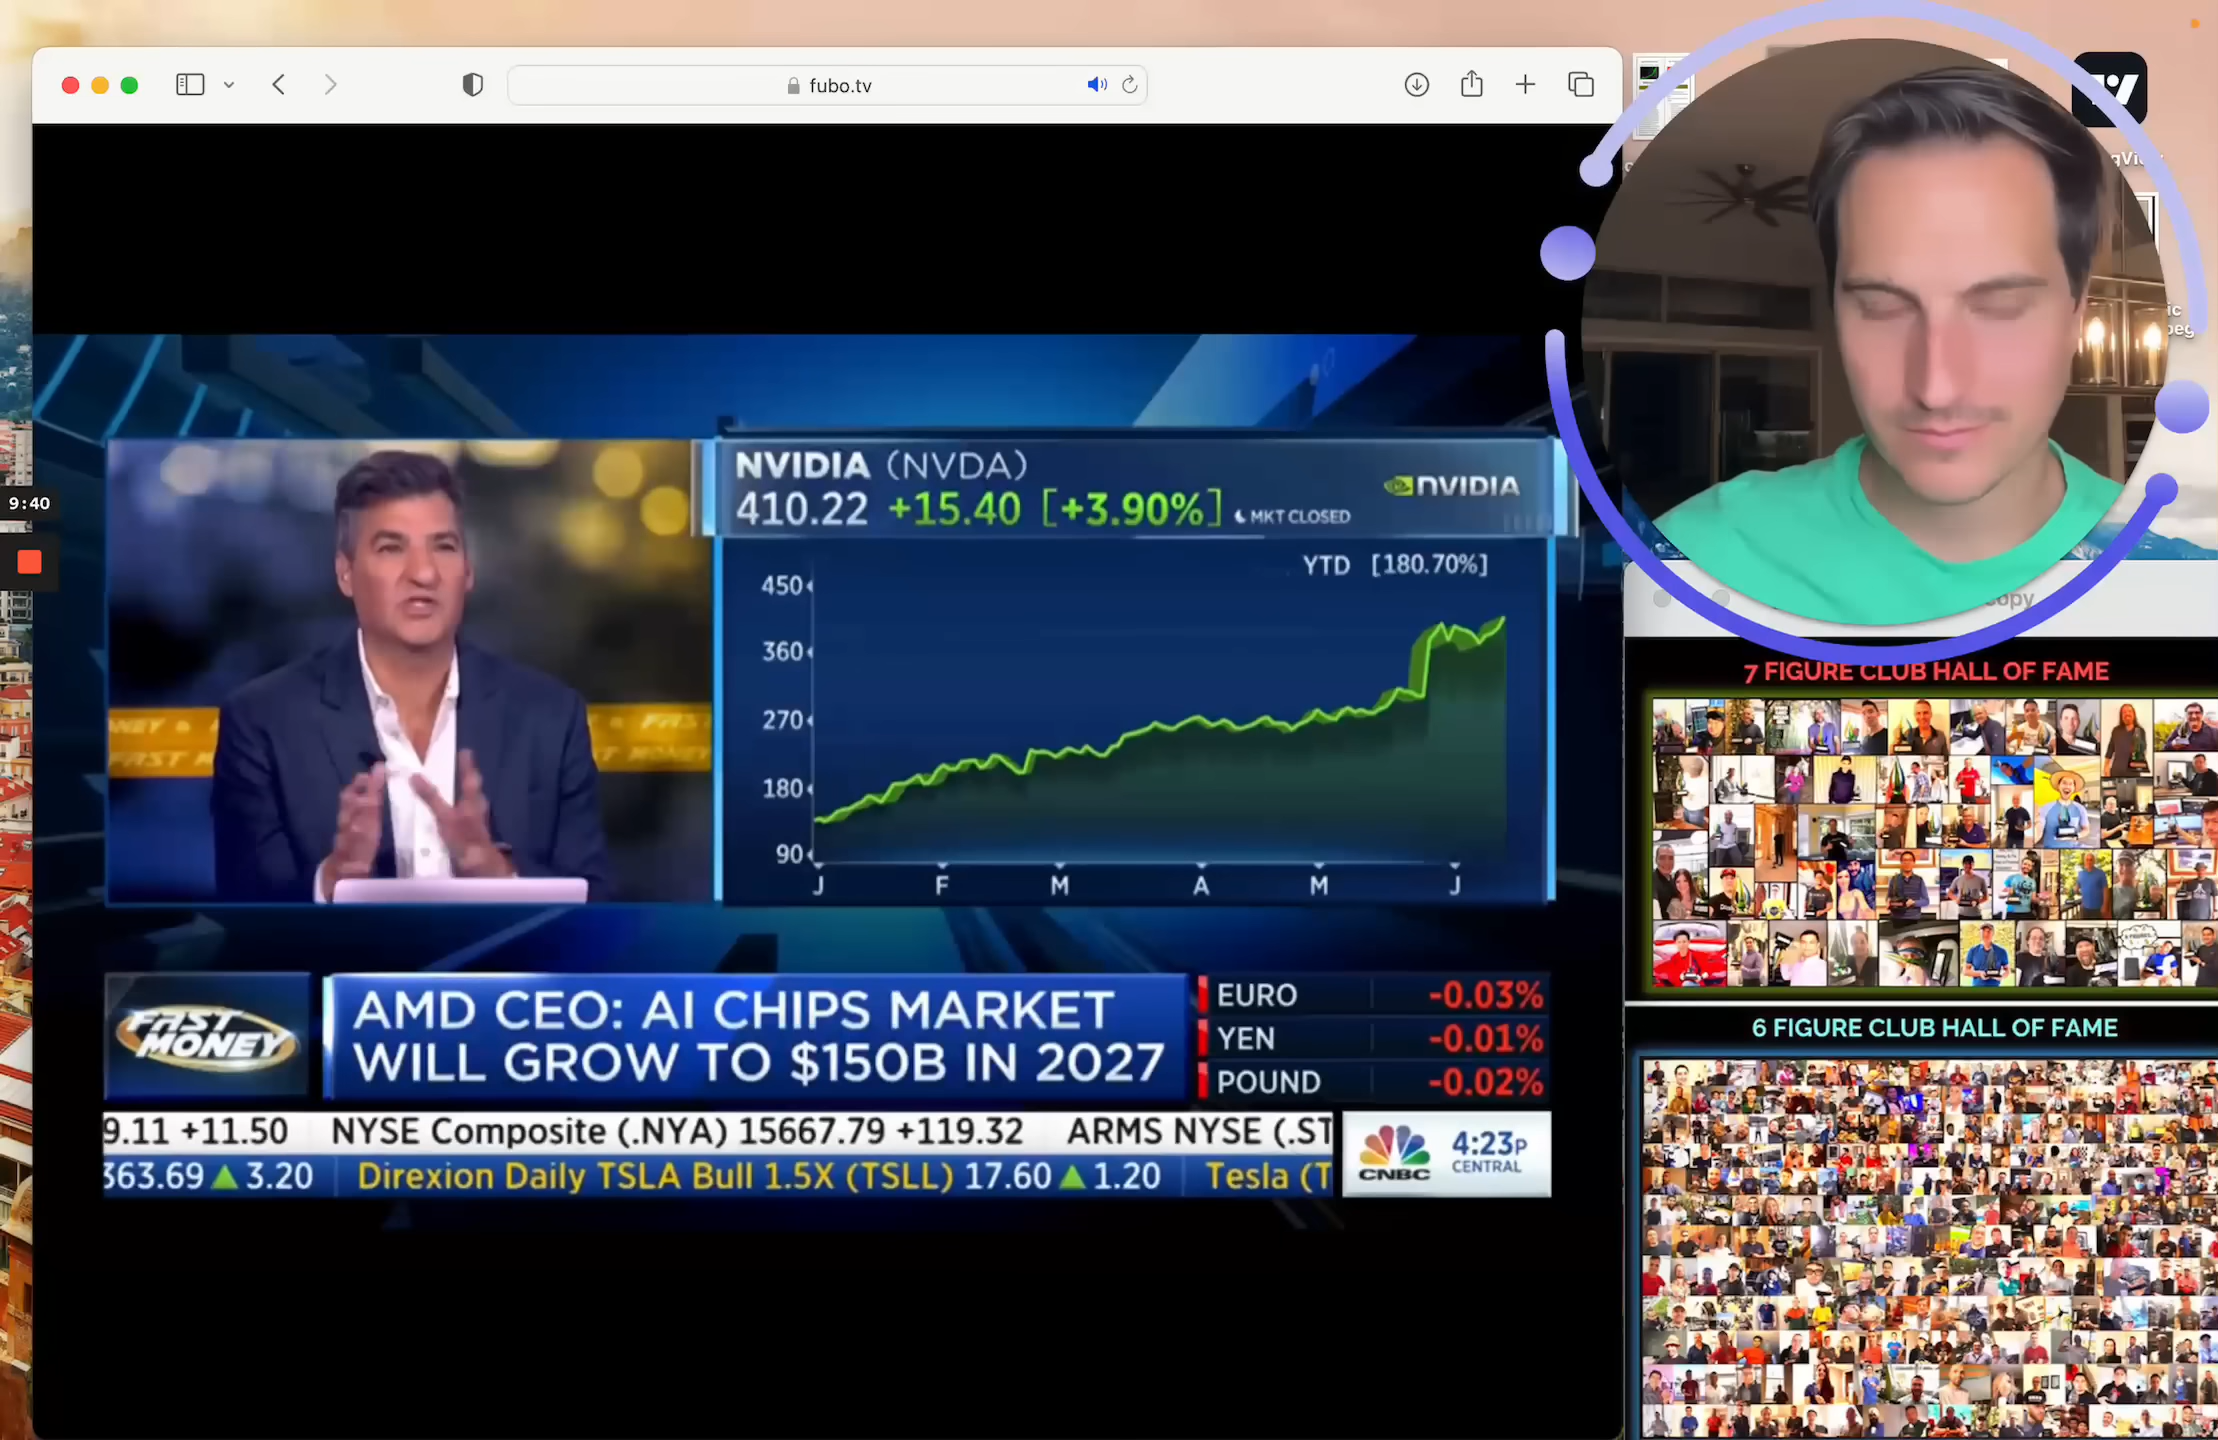 fubo.tv
9:40
NVIDIA (NVDA)
410.22 +15.40 [+3.90%] MKT CLOSED
NVIDIA
YTD [180.70%]
450
360
270
180
90
J F M A M J
FAST MONEY
FAST MONEY
AMD CEO: AI CHIPS MARKET
WILL GROW TO $150B IN 2027
EURO -0.03%
YEN -0.01%
POUND -0.02%
9.11 +11.50 NYSE Composite (.NYA) 15667.79 +119.32 ARMS NYSE (.ST
363.69 ▲ 3.20 Direxion Daily TSLA Bull 1.5X (TSLL) 17.60 ▲ 1.20 Tesla (T
CNBC
4:23P
CENTRAL
copy
7 FIGURE CLUB HALL OF FAME
6 FIGURE CLUB HALL OF FAME